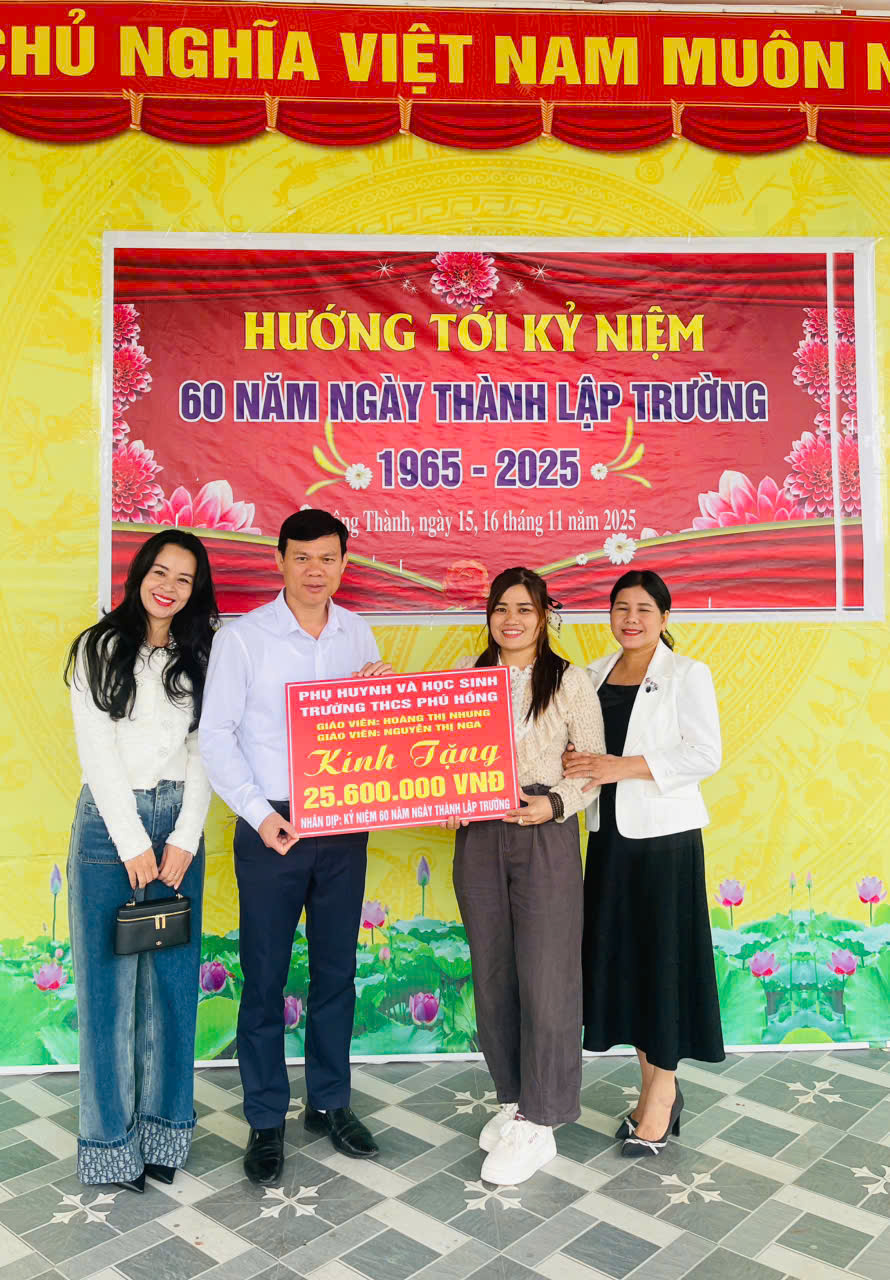 CHỦ NGHĨA VIỆT NAM MUÔN N
HƯỚNG TỚI KỶ NIỆM
60 NĂM NGÀY THÀNH LẬP TRƯỜNG
1965 - 2025
Thành, ngày 15, 16 tháng 11 năm 2025
PHỤ HUYNH VÀ HỌC SINH
TRƯỜNG THCS PHÚ HỒNG
GIÁO VIÊN: HOÀNG THỊ NHUNG
GIÁO VIÊN: NGUYỄN THỊ NGA
Kính Tặng
25.600.000 VNĐ
NHÂN DỊP: KỶ NIỆM 60 NĂM NGÀY THÀNH LẬP TRƯỜNG